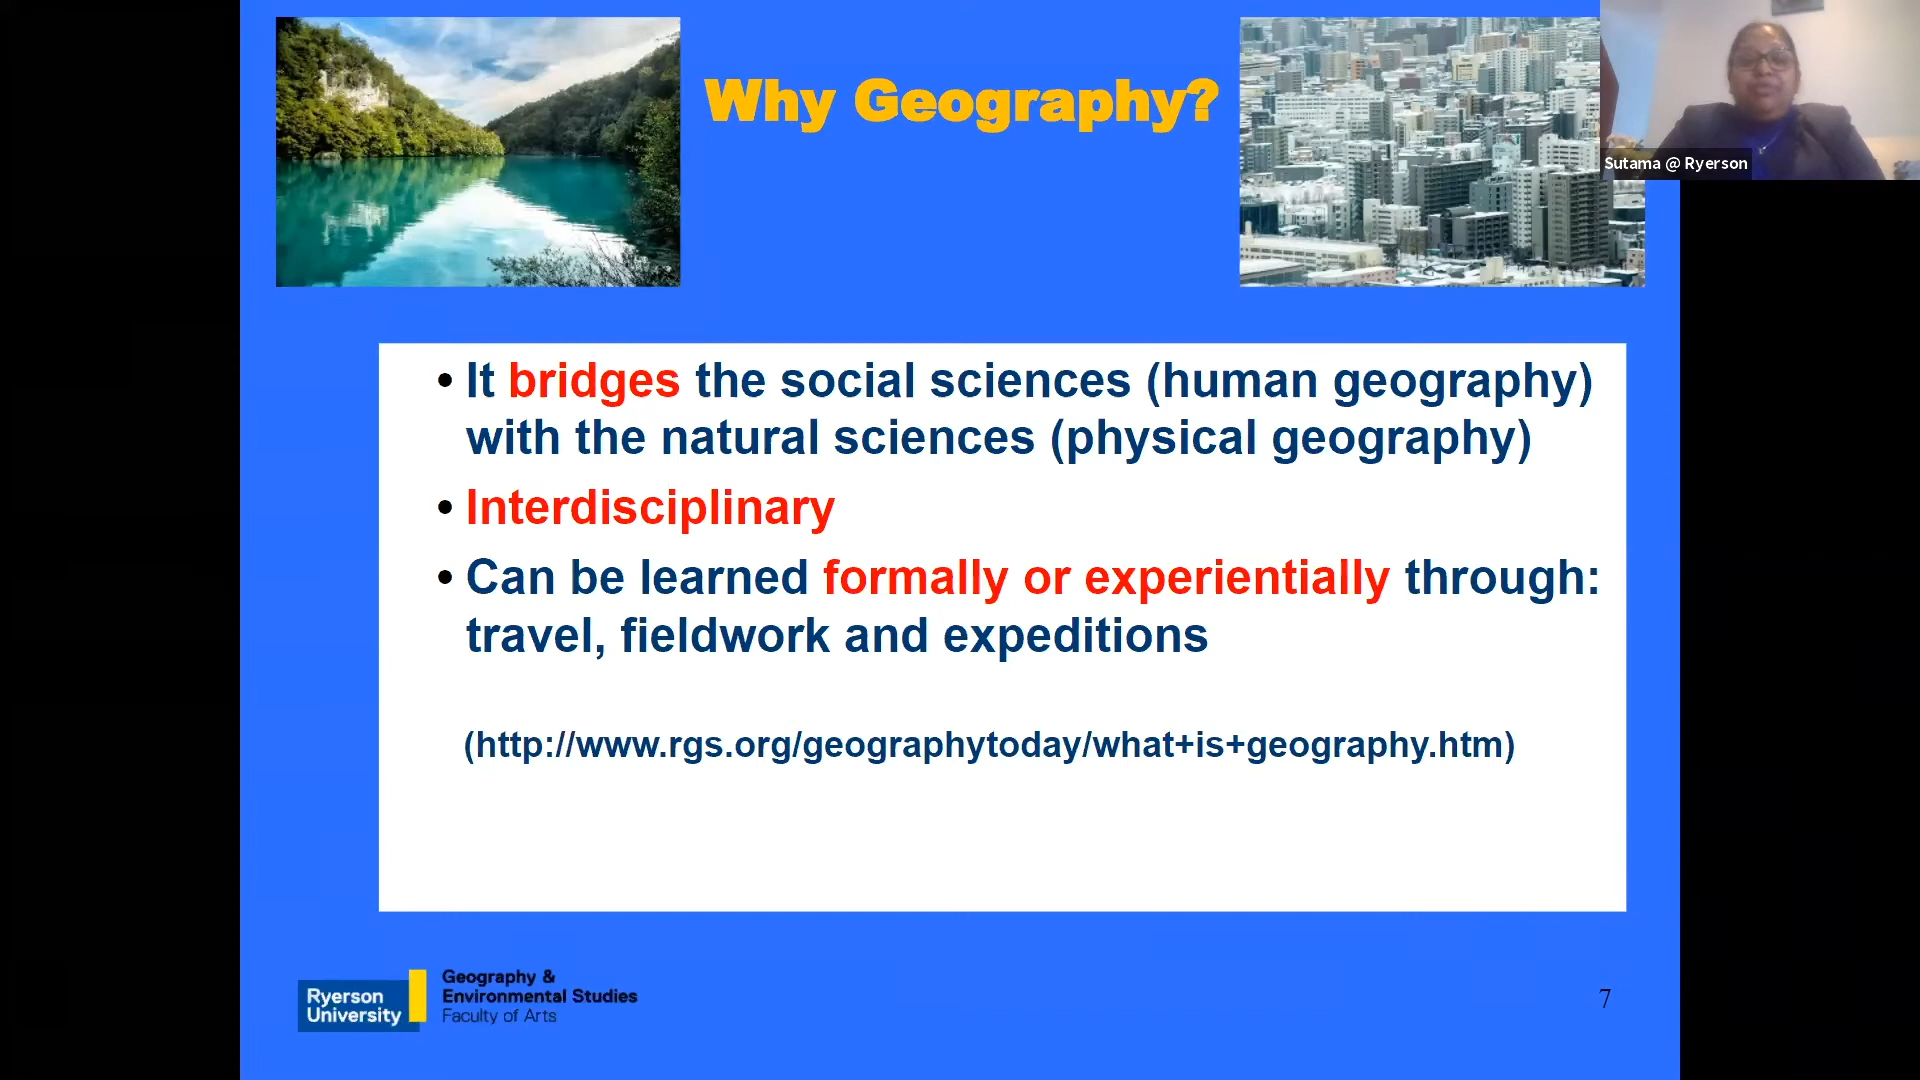 Why Geography?
Sutama @ Ryerson
• It bridges the social sciences (human geography)
with the natural sciences (physical geography)
• Interdisciplinary
• Can be learned formally or experientially through:
travel, fieldwork and expeditions
(http://www.rgs.org/geographytoday/what+is+geography.htm)
Ryerson
University
Geography &
Environmental Studies
Faculty of Arts
7